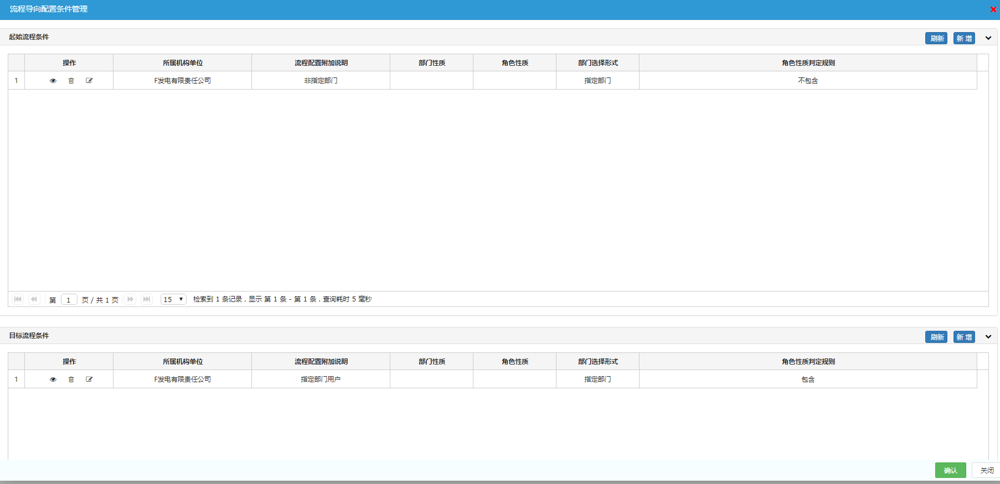 流程导向配置条件管理
起始流程条件 刷新 新 增
操作 所属机构单位 流程配置附加说明 部门性质 角色性质 部门选择形式 角色性质判定规则
1 F发电有限责任公司 非指定部门 指定部门 不包含
第 1 页 / 共 1 页 15 检索到 1 条记录，显示 第 1 条 - 第 1 条，查询耗时 5 毫秒
目标流程条件 刷新 新 增
操作 所属机构单位 流程配置附加说明 部门性质 角色性质 部门选择形式 角色性质判定规则
1 F发电有限责任公司 指定部门用户 指定部门 包含
确认 关闭